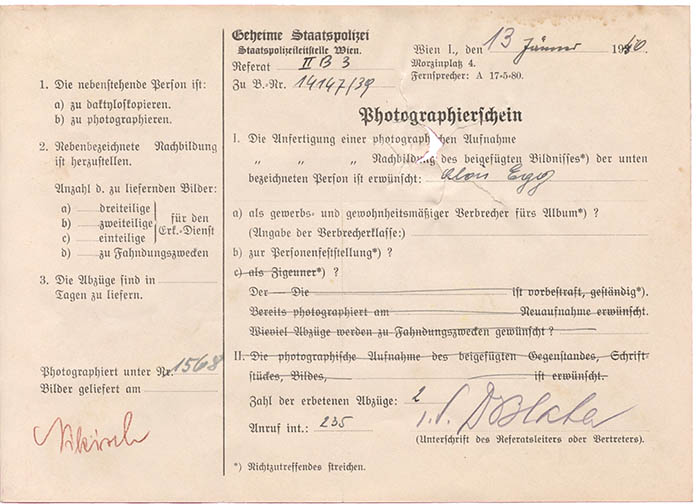 Geheime Staatspolizei
Staatspolizeileitstelle Wien.
Referat II B 3
Zu B.-Nr. 14147/39
Wien I., den 13 Jänner 1940.
Morzinplatz 4.
Fernsprecher: A 17-5-80.
1. Die nebenstehende Person ist:
a) zu daktyloskopieren.
b) zu photographieren.
2. Nebenbezeichnete Nachbildung
ist herzustellen.
Anzahl d. zu liefernden Bilder:
a) dreiteilige
b) zweiteilige
c) einteilige
für den
Erk.-Dienst
d) zu Fahndungszwecken
3. Die Abzüge sind in
Tagen zu liefern.
Photographiert unter Nr. 1568
Bilder geliefert am
Photographierschein
I. Die Anfertigung einer photographischen Aufnahme
„ „ „ Nachbildung des beigefügten Bildnisses*) der unten
bezeichneten Person ist erwünscht: Alois
a) als gewerbs- und gewohnheitsmäßiger Verbrecher fürs Album*) ?
(Angabe der Verbrecherklasse:)
b) zur Personenfeststellung*) ?
c) als Zigeuner*) ?
Der — Die ist vorbestraft, geständig*).
Bereits photographiert am Neuaufnahme erwünscht.
Wieviel Abzüge werden zu Fahndungszwecken gewünscht ?
II. Die photographische Aufnahme des beigefügten Gegenstandes, Schrift-
stückes, Bildes, ist erwünscht.
Zahl der erbetenen Abzüge: 2
Anruf int.: 235
(Unterschrift des Referatsleiters oder Vertreters).
*) Nichtzutreffendes streichen.